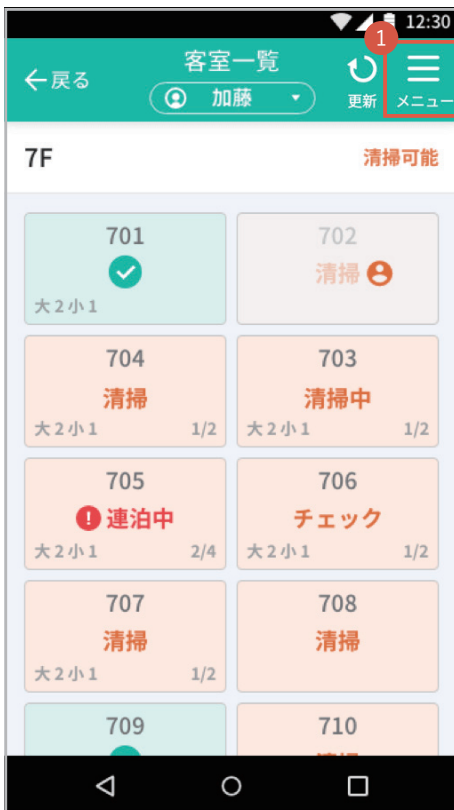 12:30
1
戻る
客室一覧
加藤
更新
メニュー
7F
清掃可能
701
大2小1
702
清掃
704
清掃
大2小1 1/2
703
清掃中
大2小1 1/2
705
連泊中
大2小1 2/4
706
チェック
大2小1 1/2
707
清掃
大2小1 1/2
708
清掃
709
710